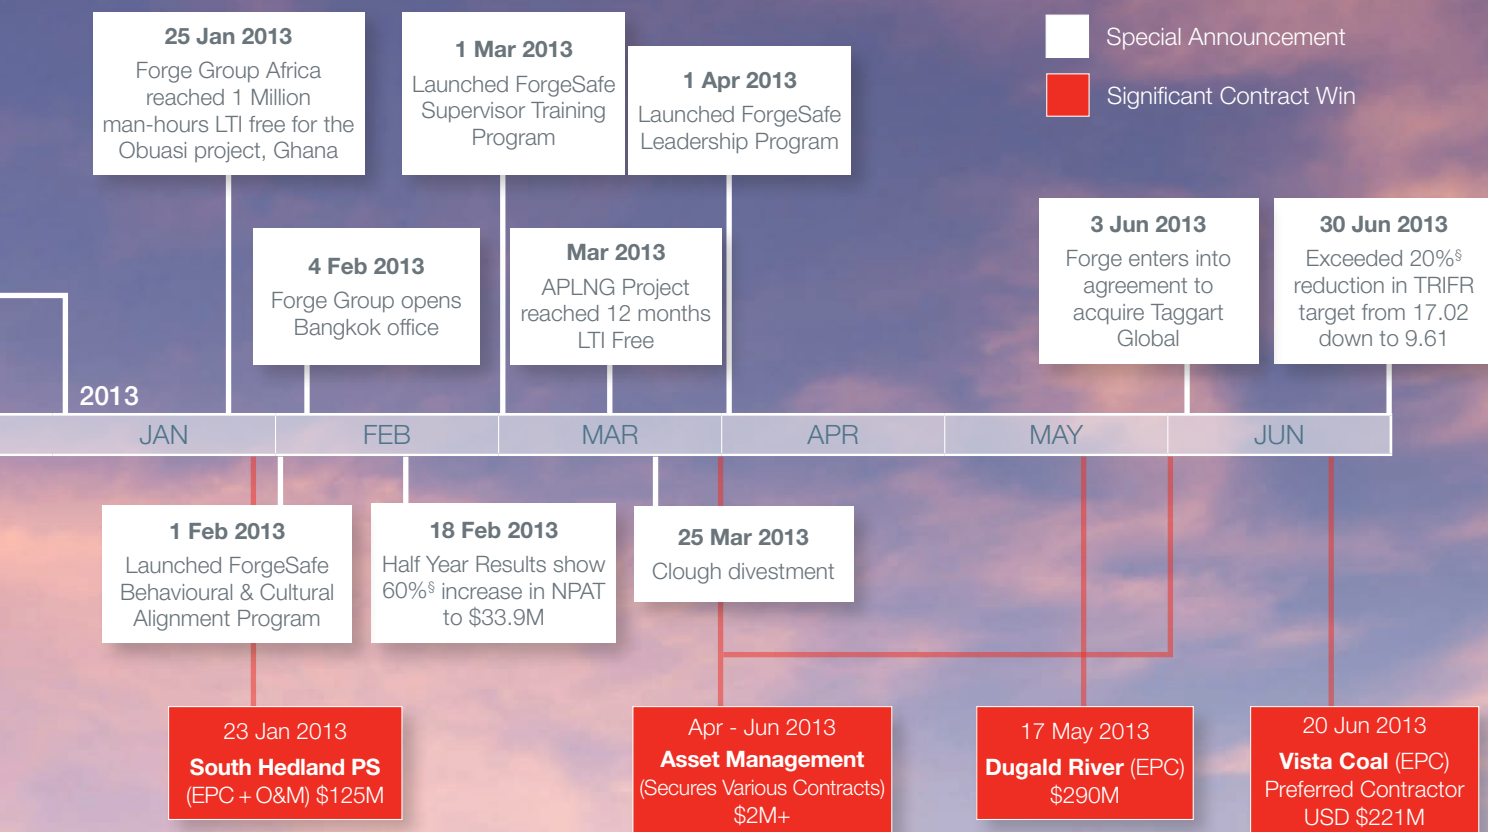 25 Jan 2013
Forge Group Africa
reached 1 Million
man-hours LTI free for the
Obuasi project, Ghana
1 Mar 2013
Launched ForgeSafe
Supervisor Training
Program
1 Apr 2013
Launched ForgeSafe
Leadership Program
Special Announcement
Significant Contract Win
4 Feb 2013
Forge Group opens
Bangkok office
Mar 2013
APLNG Project
reached 12 months
LTI Free
3 Jun 2013
Forge enters into
agreement to
acquire Taggart
Global
30 Jun 2013
Exceeded 20%§
reduction in TRIFR
target from 17.02
down to 9.61
2013
JAN FEB MAR APR MAY JUN
1 Feb 2013
Launched ForgeSafe
Behavioural & Cultural
Alignment Program
18 Feb 2013
Half Year Results show
60%§ increase in NPAT
to $33.9M
25 Mar 2013
Clough divestment
23 Jan 2013
South Hedland PS
(EPC + O&M) $125M
Apr - Jun 2013
Asset Management
(Secures Various Contracts)
$2M+
17 May 2013
Dugald River (EPC)
$290M
20 Jun 2013
Vista Coal (EPC)
Preferred Contractor
USD $221M